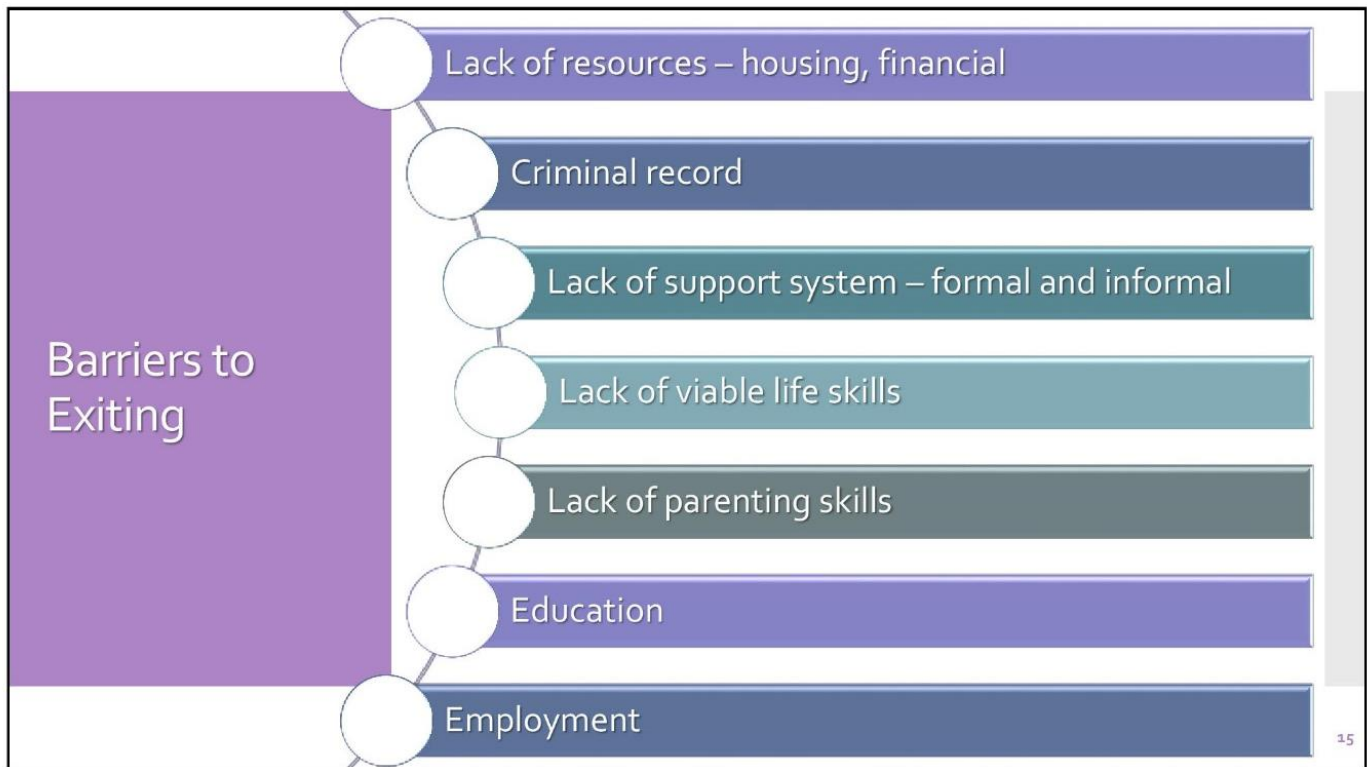 Barriers to
Exiting
Lack of resources – housing, financial
Criminal record
Lack of support system – formal and informal
Lack of viable life skills
Lack of parenting skills
Education
Employment
15